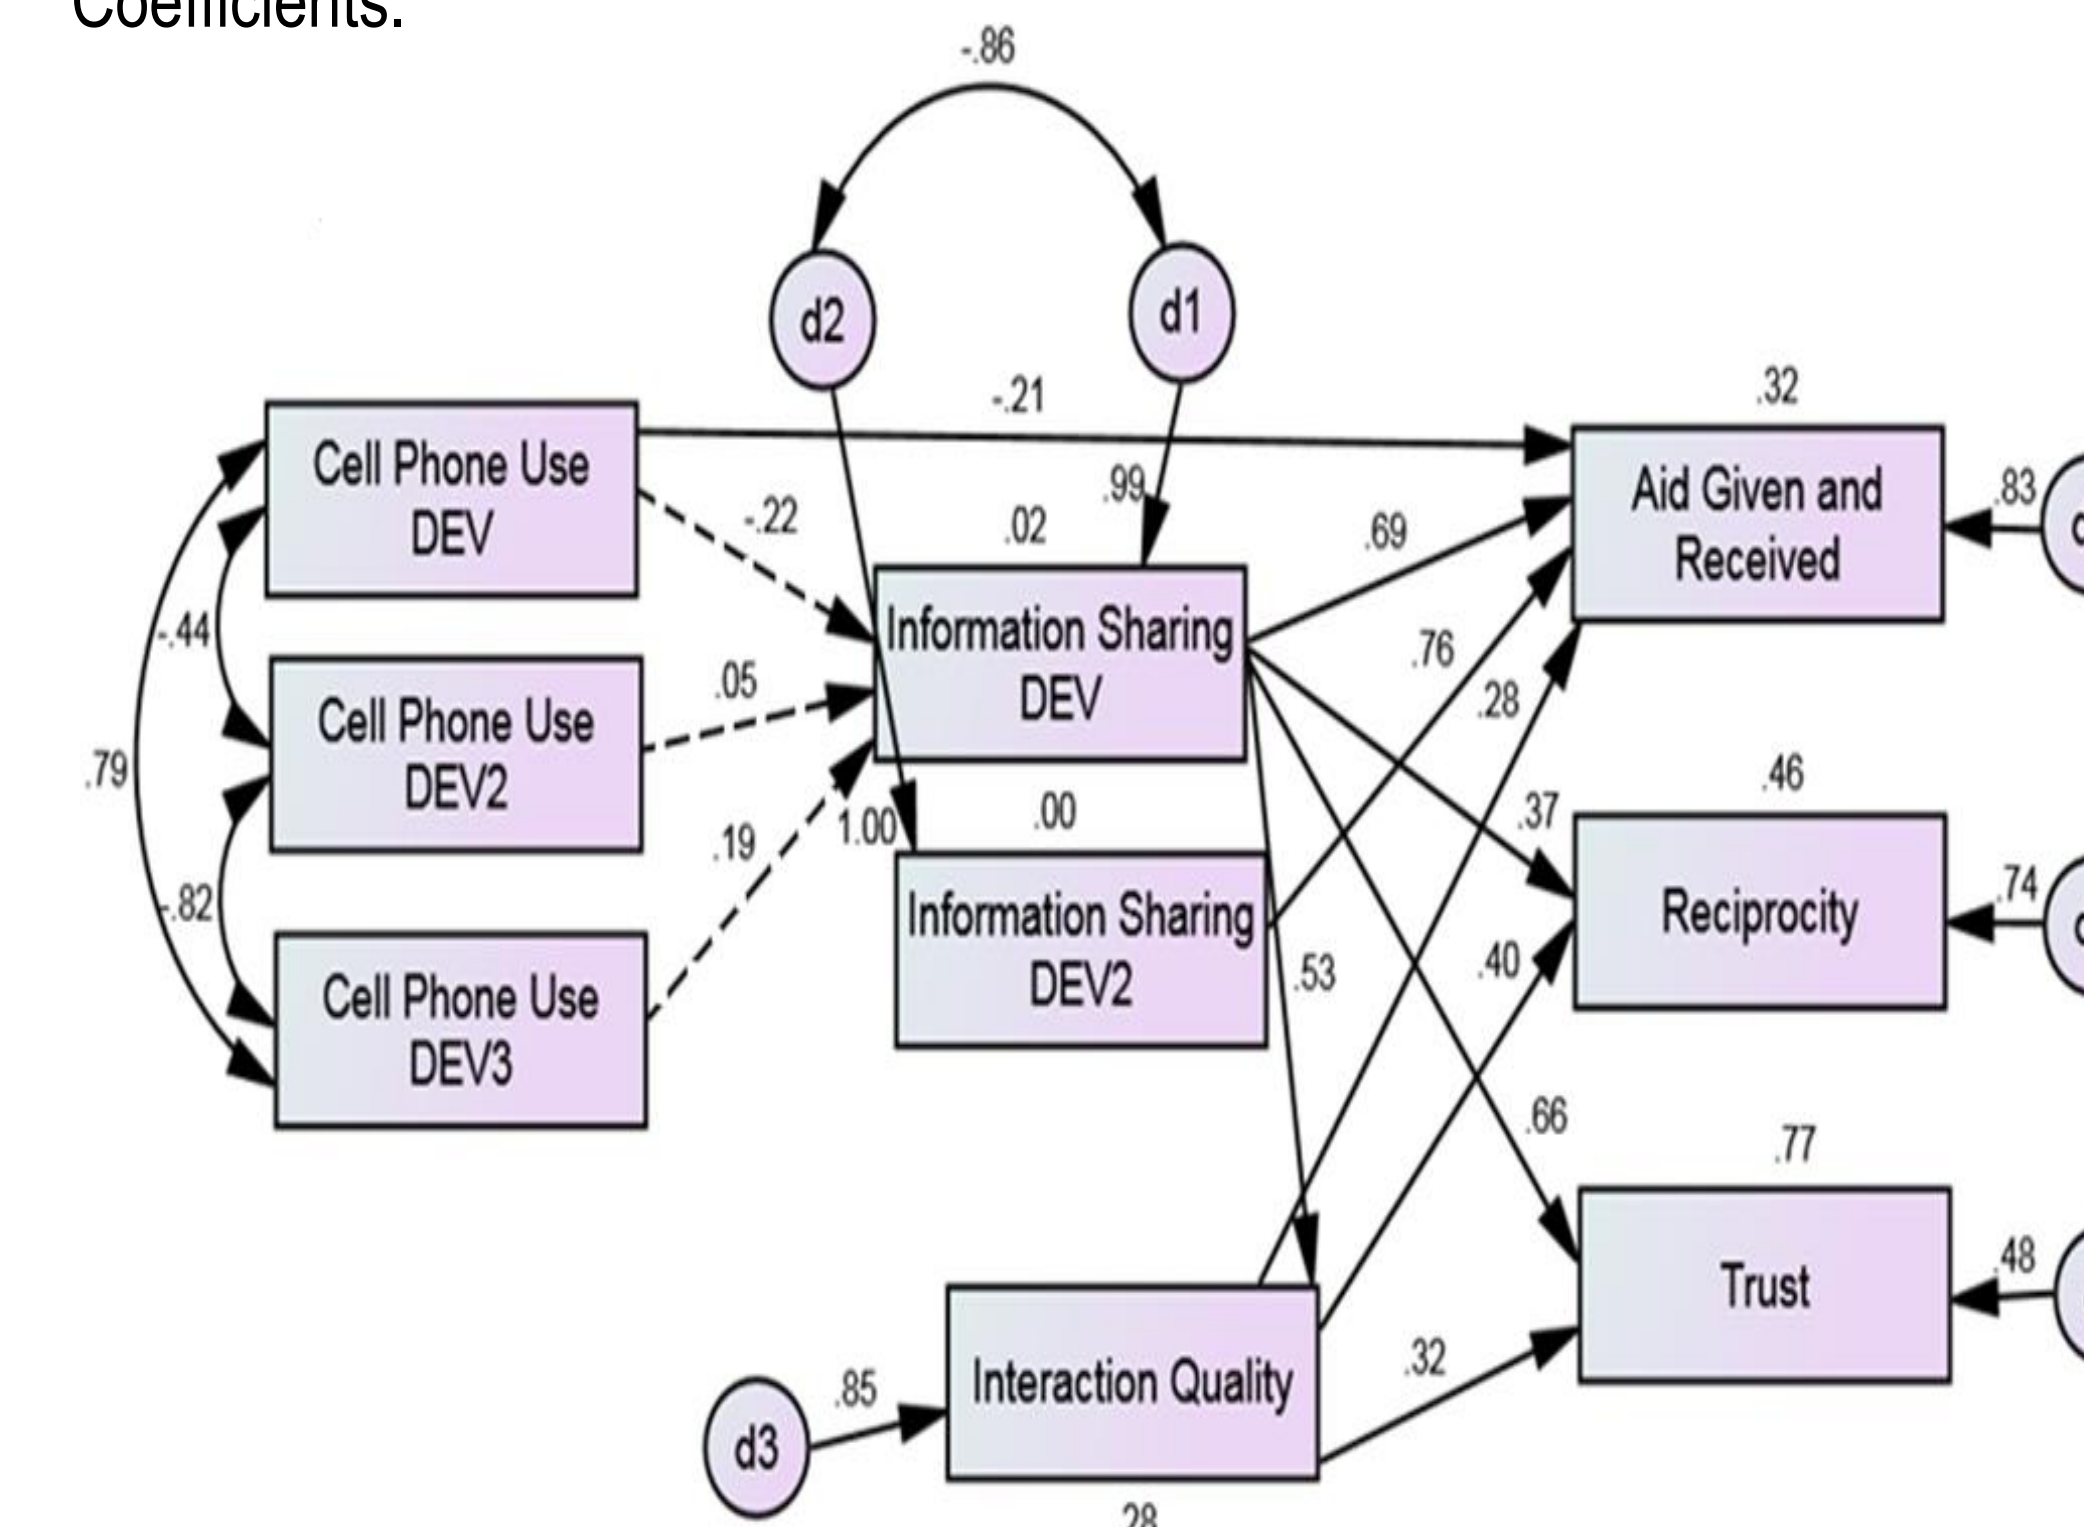 Coefficients.
-.86
d2
d1
-.21
.32
Cell Phone Use
DEV
Aid Given and
Received
.83
-.22
.99
.02
.69
Information Sharing
DEV
-.44
.76
.28
Cell Phone Use
DEV2
.05
.79
.19
1.00
.00
.37
.46
-.82
Information Sharing
DEV2
Reciprocity
.74
.53
.40
Cell Phone Use
DEV3
.66
.77
Trust
.48
.32
Interaction Quality
.85
d3
.28